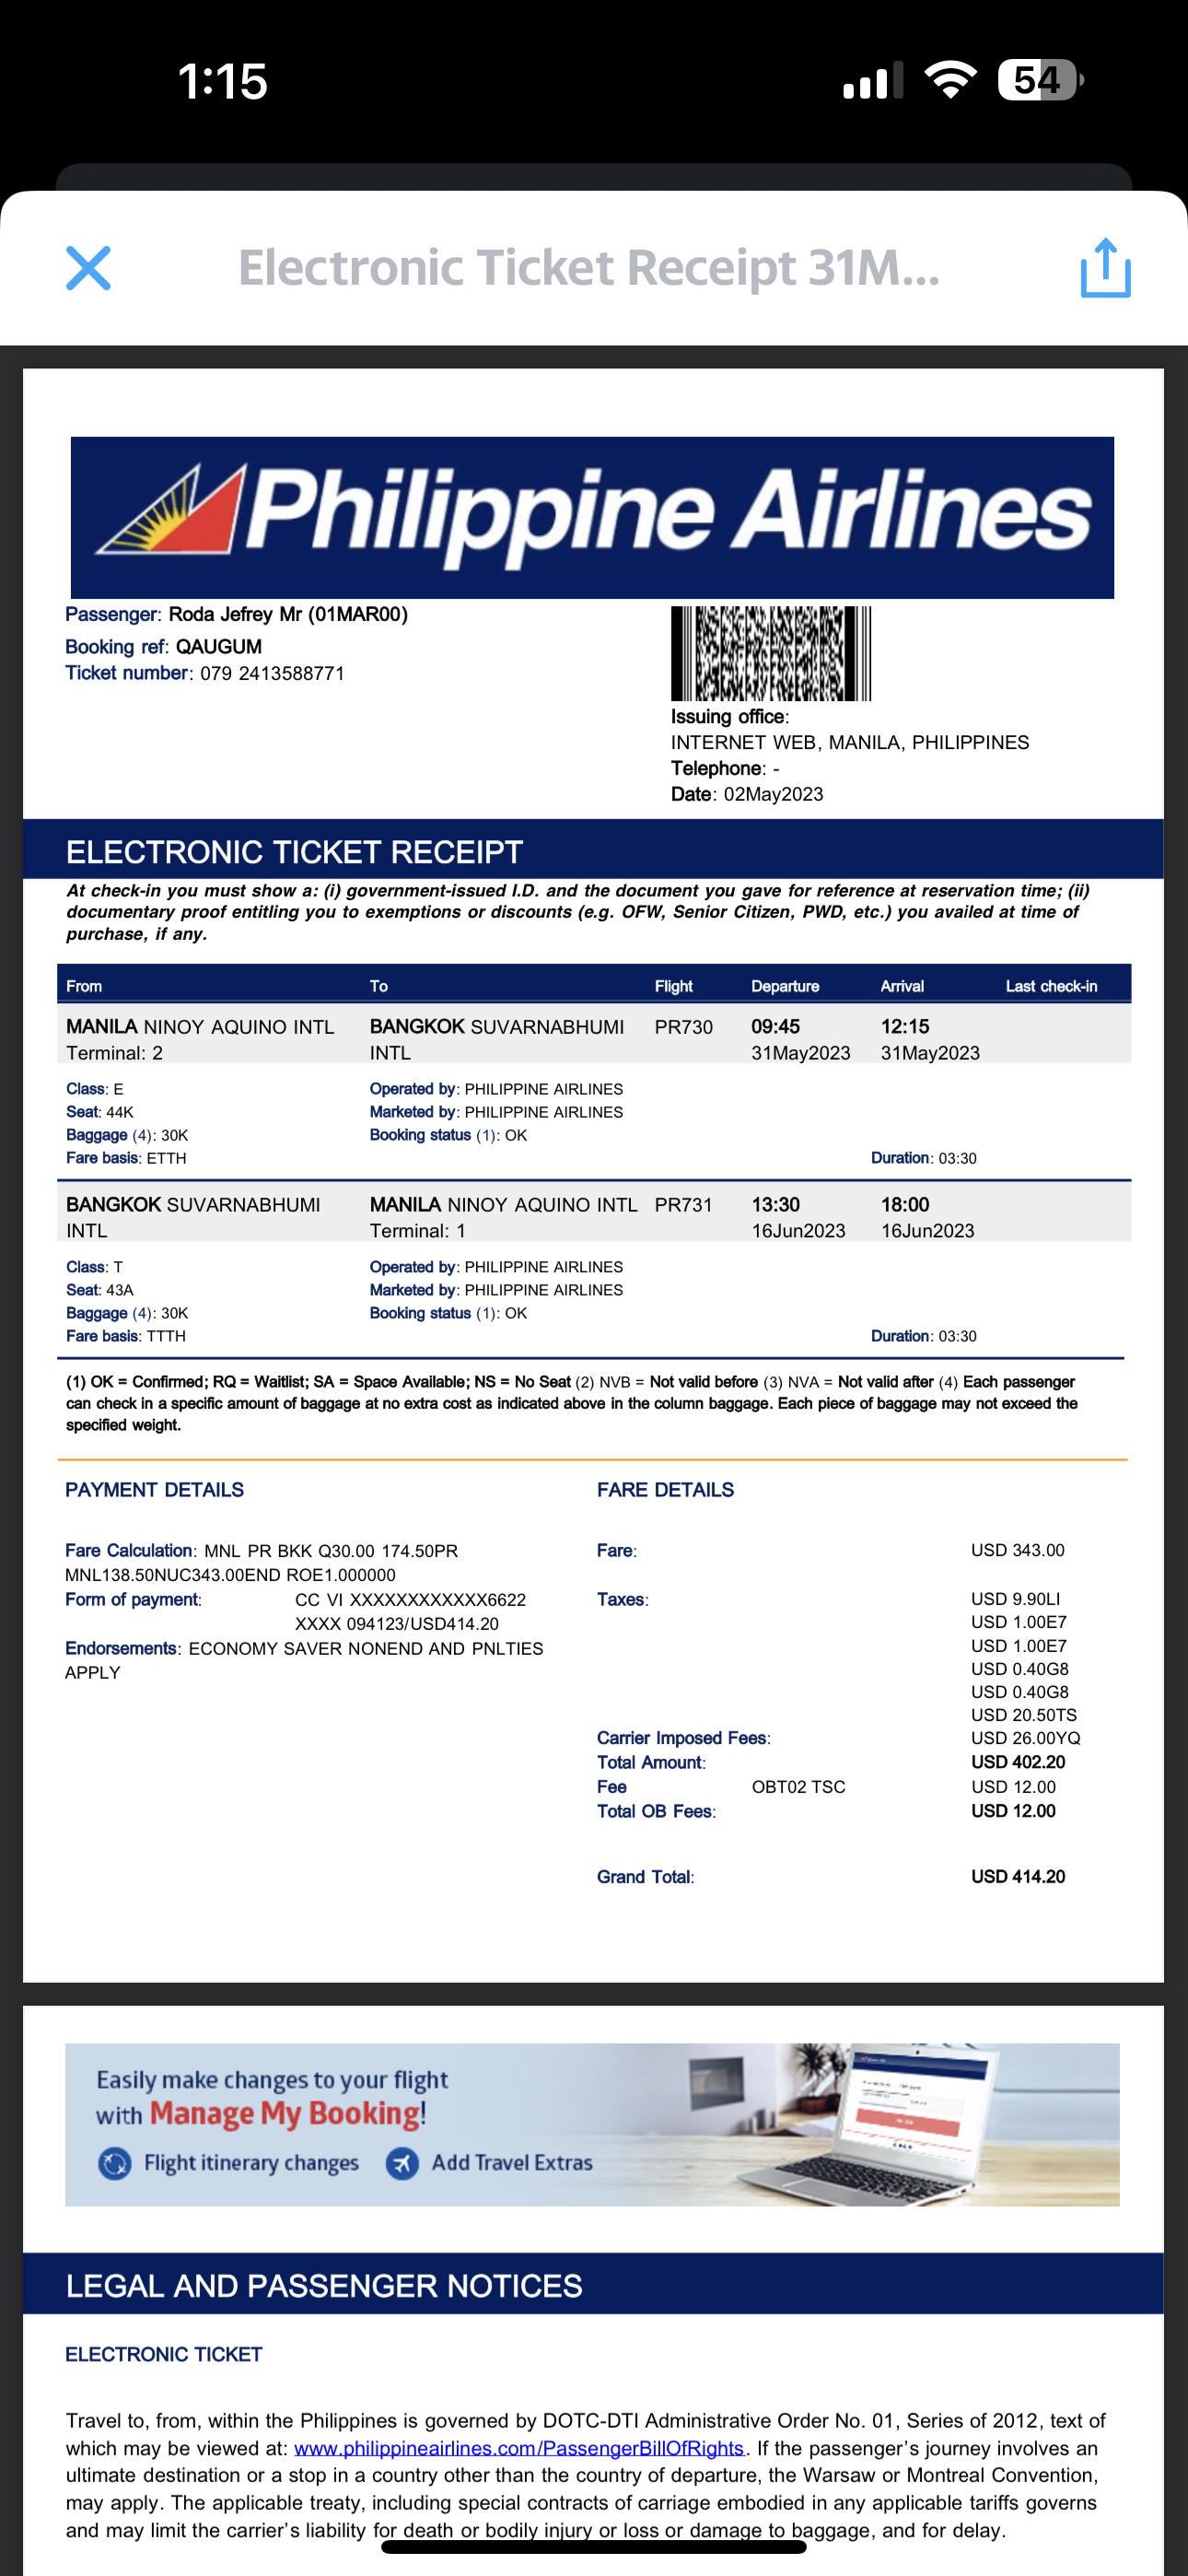 1:15
54
Electronic Ticket Receipt 31M...
Philippine Airlines
Passenger: Roda Jefrey Mr (01MAR00)
Booking ref: QAUGUM
Ticket number: 079 2413588771
Issuing office:
INTERNET WEB, MANILA, PHILIPPINES
Telephone: -
Date: 02May2023
ELECTRONIC TICKET RECEIPT
At check-in you must show a: (i) government-issued I.D. and the document you gave for reference at reservation time; (ii)
documentary proof entitling you to exemptions or discounts (e.g. OFW, Senior Citizen, PWD, etc.) you availed at time of
purchase, if any.
From To Flight Departure Arrival Last check-in
MANILA NINOY AQUINO INTL BANGKOK SUVARNABHUMI PR730 09:45 12:15
Terminal: 2 INTL 31May2023 31May2023
Class: E Operated by: PHILIPPINE AIRLINES
Seat: 44K Marketed by: PHILIPPINE AIRLINES
Baggage (4): 30K Booking status (1): OK
Fare basis: ETTH Duration: 03:30
BANGKOK SUVARNABHUMI MANILA NINOY AQUINO INTL PR731 13:30 18:00
INTL Terminal: 1 16Jun2023 16Jun2023
Class: T Operated by: PHILIPPINE AIRLINES
Seat: 43A Marketed by: PHILIPPINE AIRLINES
Baggage (4): 30K Booking status (1): OK
Fare basis: TTTH Duration: 03:30
(1) OK = Confirmed; RQ = Waitlist; SA = Space Available; NS = No Seat (2) NVB = Not valid before (3) NVA = Not valid after (4) Each passenger
can check in a specific amount of baggage at no extra cost as indicated above in the column baggage. Each piece of baggage may not exceed the
specified weight.
PAYMENT DETAILS
Fare Calculation: MNL PR BKK Q30.00 174.50PR
MNL138.50NUC343.00END ROE1.000000
Form of payment: CC VI XXXXXXXXXXXX6622
XXXX 094123/USD414.20
Endorsements: ECONOMY SAVER NONEND AND PNLTIES
APPLY
FARE DETAILS
Fare: USD 343.00
Taxes: USD 9.90LI
USD 1.00E7
USD 1.00E7
USD 0.40G8
USD 0.40G8
USD 20.50TS
Carrier Imposed Fees: USD 26.00YQ
Total Amount: USD 402.20
Fee OBT02 TSC USD 12.00
Total OB Fees: USD 12.00
Grand Total: USD 414.20
Easily make changes to your flight
with Manage My Booking!
Flight itinerary changes Add Travel Extras
LEGAL AND PASSENGER NOTICES
ELECTRONIC TICKET
Travel to, from, within the Philippines is governed by DOTC-DTI Administrative Order No. 01, Series of 2012, text of
which may be viewed at: www.philippineairlines.com/PassengerBillOfRights. If the passenger's journey involves an
ultimate destination or a stop in a country other than the country of departure, the Warsaw or Montreal Convention,
may apply. The applicable treaty, including special contracts of carriage embodied in any applicable tariffs governs
and may limit the carrier's liability for death or bodily injury or loss or damage to baggage, and for delay.